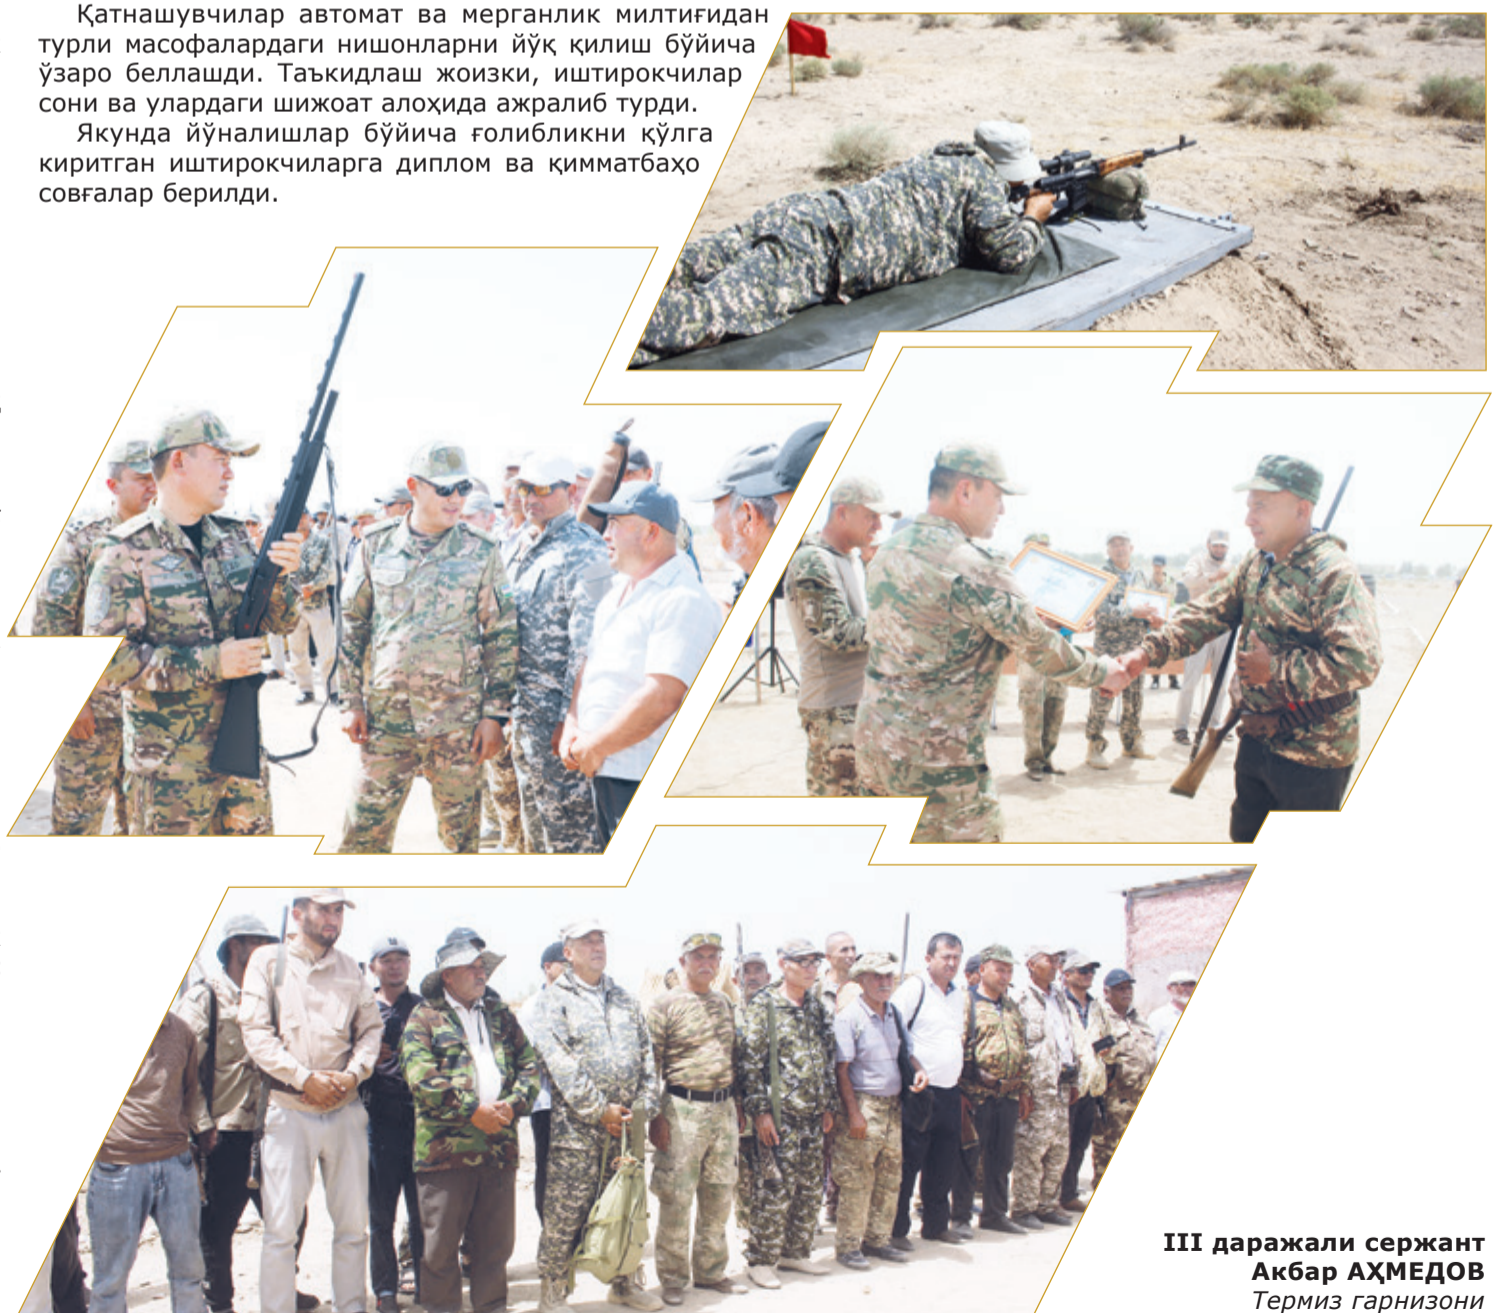 Қатнашувчилар автомат ва мерганлик милтиғидан
турли масофалардаги нишонларни йўқ қилиш бўйича
ўзаро беллашди. Таъкидлаш жоизки, иштирокчилар
сони ва улардаги шижоат алоҳида ажралиб турди.
Якунда йўналишлар бўйича ғолибликни қўлга
киритган иштирокчиларга диплом ва қимматбаҳо
совғалар берилди.
III даражали сержант
Акбар АҲМЕДОВ
Термиз гарнизони